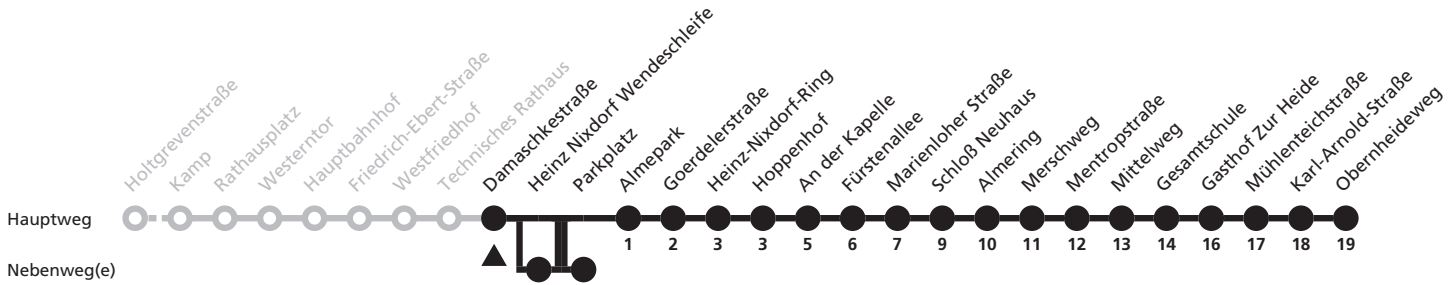 Holtgrevenstraße
Kamp
Rathausplatz
Westerntor
Hauptbahnhof
Friedrich-Ebert-Straße
Westfriedhof
Technisches Rathaus
Damaschkestraße
Heinz Nixdorf Wendeschleife
Parkplatz
Almepark
Goerdelerstraße
Heinz-Nixdorf-Ring
Hoppenhof
An der Kapelle
Fürstenallee
Marienloher Straße
Schloß Neuhaus
Almering
Merschweg
Mentropstraße
Mittelweg
Gesamtschule
Gasthof Zur Heide
Mühlenteichstraße
Karl-Arnold-Straße
Obernheideweg
Hauptweg
1 2 3 3 5 6 7 9 10 11 12 13 14 16 17 18 19
Nebenweg(e)